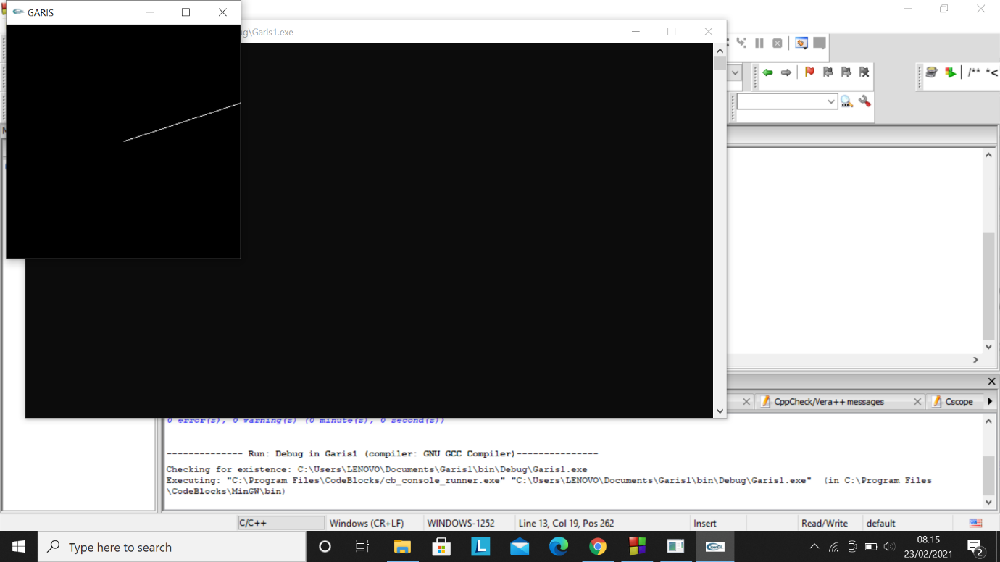 GARIS
g\Garis1.exe
/** *<
CppCheck/Vera++ messages
Cscope
0 error(s), 0 warning(s) (0 minute(s), 0 second(s))
-------------- Run: Debug in Garis1 (compiler: GNU GCC Compiler)---------------
Checking for existence: C:\Users\LENOVO\Documents\Garis1\bin\Debug\Garis1.exe
Executing: "C:\Program Files\CodeBlocks/cb_console_runner.exe" "C:\Users\LENOVO\Documents\Garis1\bin\Debug\Garis1.exe"  (in C:\Program Files
\CodeBlocks\MinGW\bin)
C/C++ Windows (CR+LF) WINDOWS-1252 Line 13, Col 19, Pos 262 Insert Read/Write default
Type here to search
L
OpenGL
08.15
23/02/2021
2